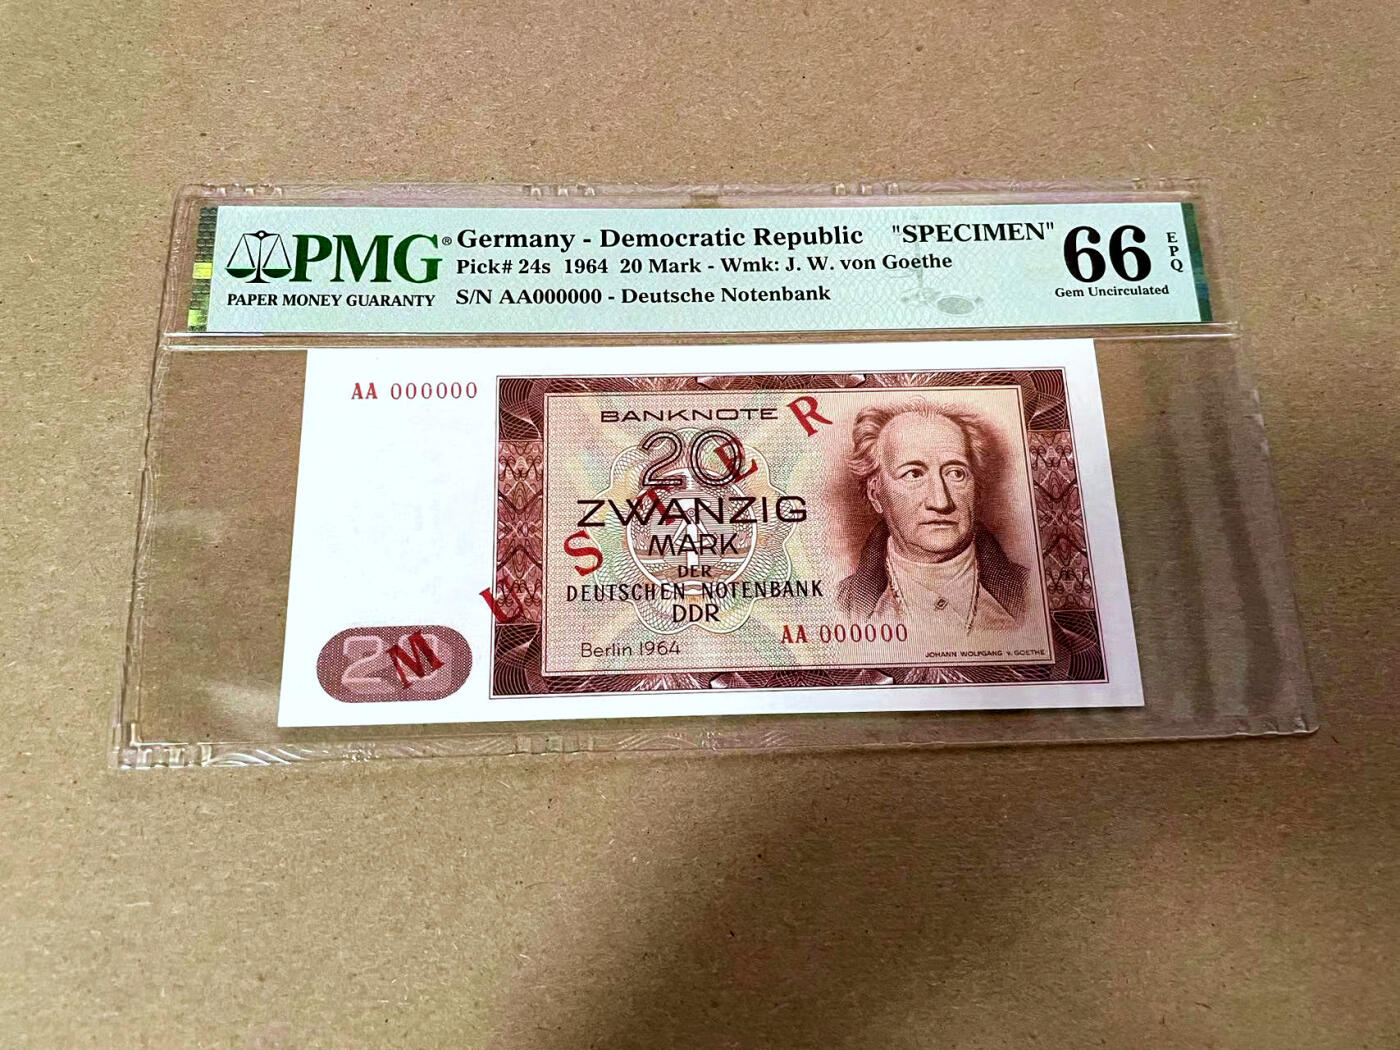 PMG®
PAPER MONEY GUARANTY
Germany - Democratic Republic "SPECIMEN"
Pick# 24s 1964 20 Mark - Wmk: J. W. von Goethe
S/N AA000000 - Deutsche Notenbank
66
EPQ
Gem Uncirculated
AA 000000
BANKNOTE
20
ZWANZIG
MARK
DER
DEUTSCHEN NOTENBANK
DDR
AA 000000
Berlin 1964
JOHANN WOLFGANG v. GOETHE
20
MUSTER